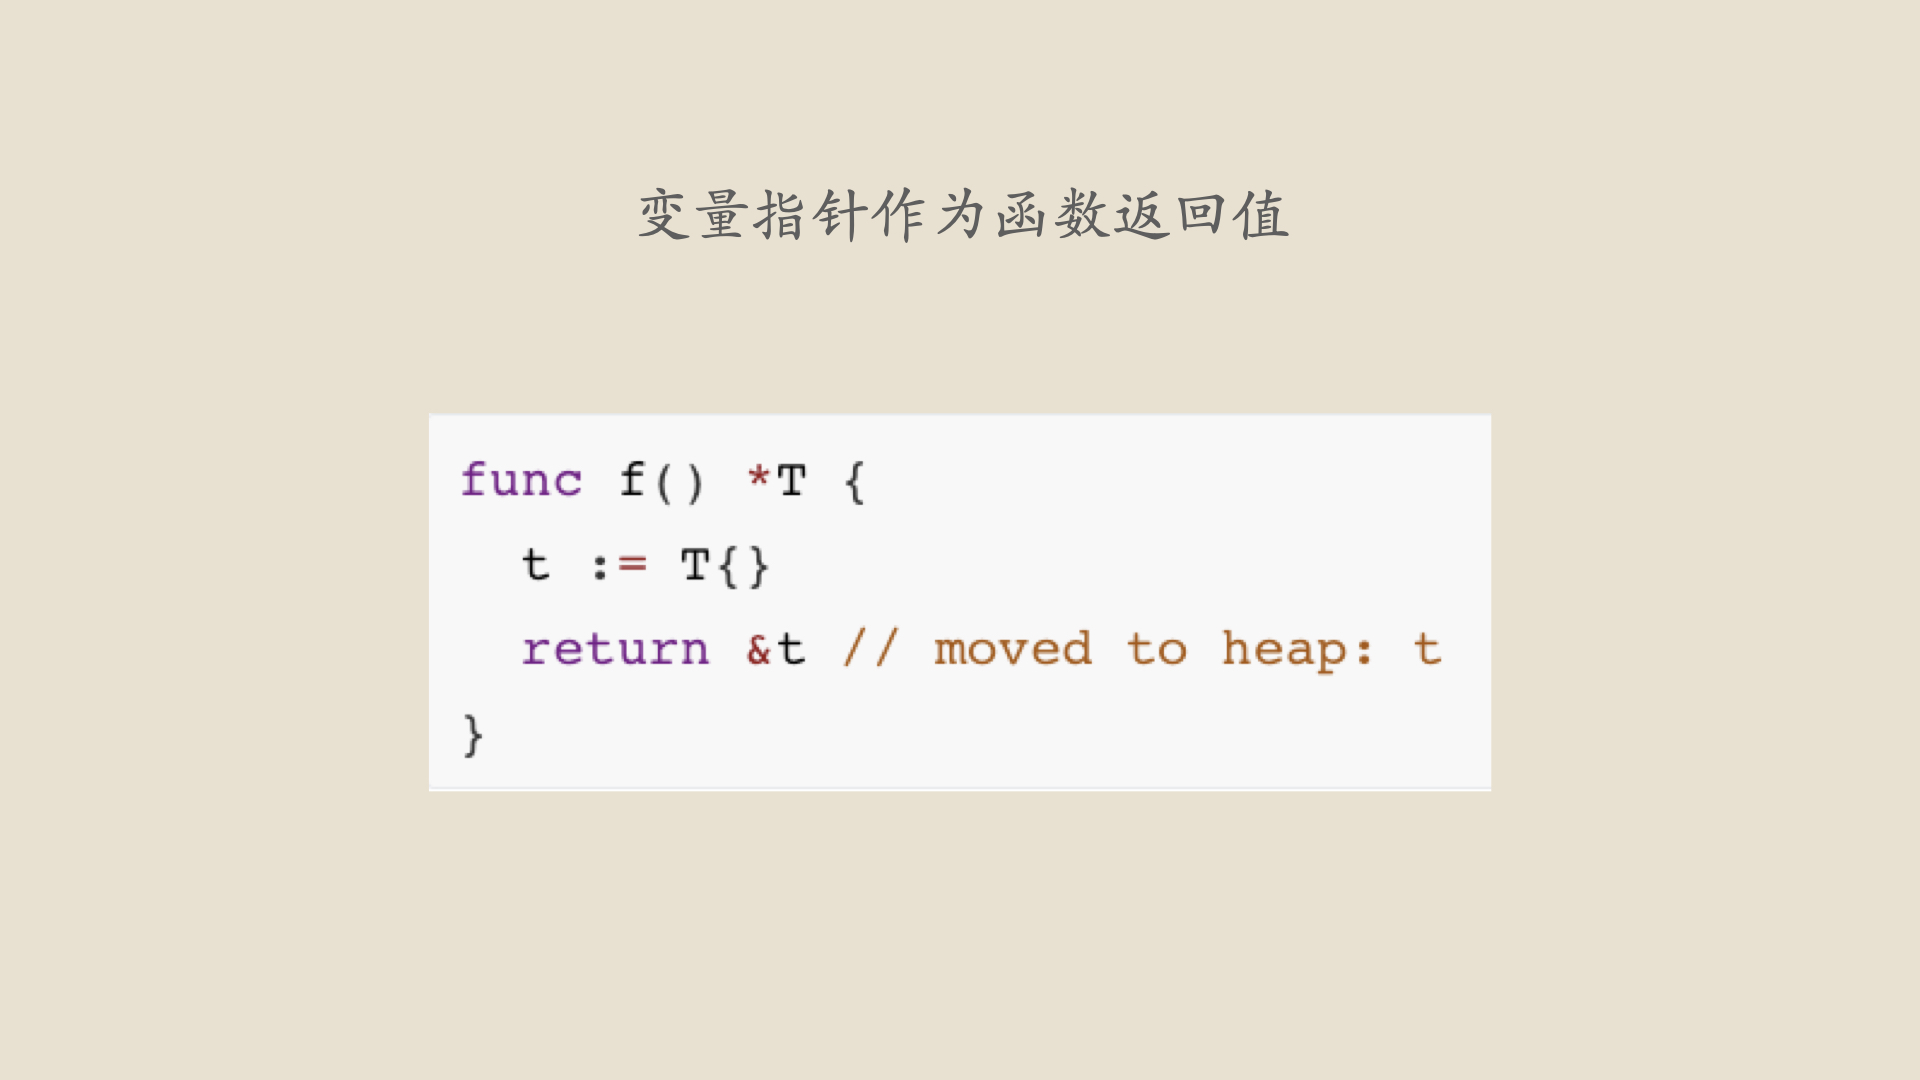 变量指针作为函数返回值
func f() *T {
  t := T{}
  return &t // moved to heap: t
}